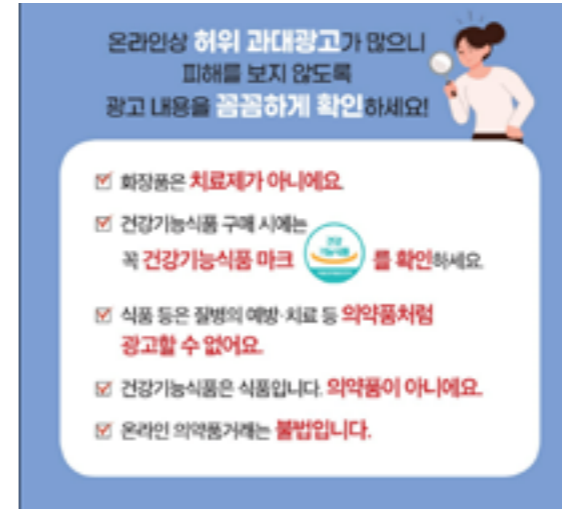 온라인상 허위 과대광고가 많으니
피해를 보지 않도록
광고 내용을 꼼꼼하게 확인하세요!
화장품은 치료제가 아니에요.
건강기능식품 구매 시에는
꼭 건강기능식품 마크
건강
기능식품
를 확인하세요.
식품 등은 질병의 예방·치료 등 의약품처럼
광고할 수 없어요.
건강기능식품은 식품입니다. 의약품이 아니에요.
온라인 의약품거래는 불법입니다.